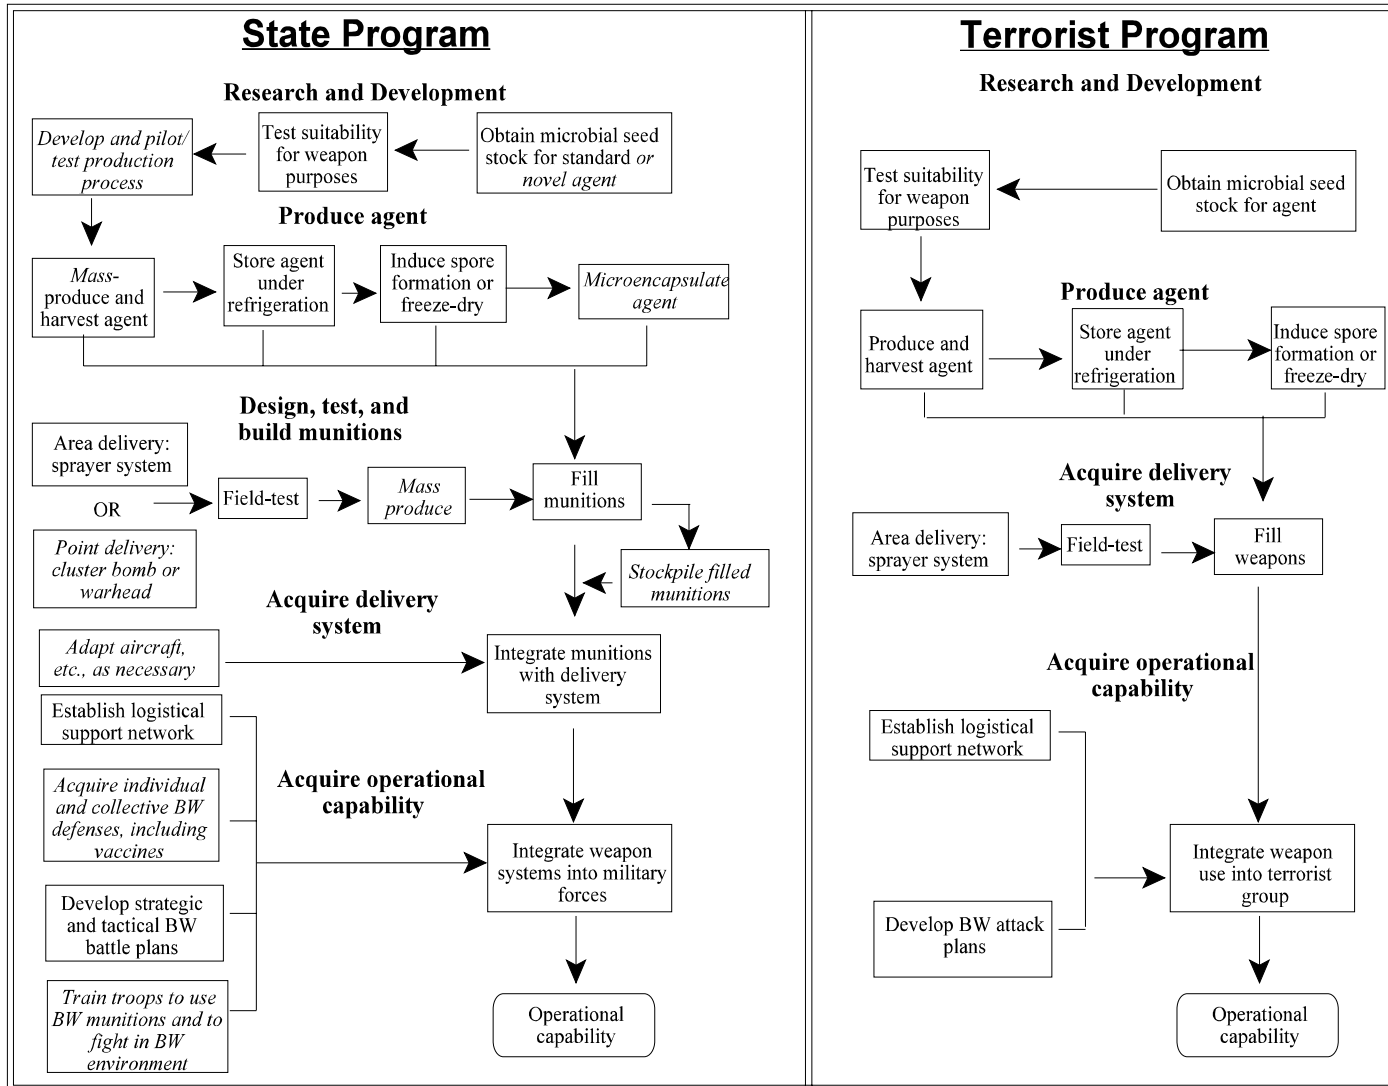 State Program
Research and Development
Develop and pilot/
test production
process
Test suitability
for weapon
purposes
Obtain microbial seed
stock for standard or
novel agent
Produce agent
Mass-
produce and
harvest agent
Store agent
under
refrigeration
Induce spore
formation or
freeze-dry
Microencapsulate
agent
Design, test, and
build munitions
Area delivery:
sprayer system
OR
Point delivery:
cluster bomb or
warhead
Field-test
Mass
produce
Fill
munitions
Stockpile filled
munitions
Acquire delivery
system
Adapt aircraft,
etc., as necessary
Integrate munitions
with delivery
system
Establish logistical
support network
Acquire individual
and collective BW
defenses, including
vaccines
Develop strategic
and tactical BW
battle plans
Train troops to use
BW munitions and to
fight in BW
environment
Acquire operational
capability
Integrate weapon
systems into military
forces
Operational
capability
Terrorist Program
Research and Development
Test suitability
for weapon
purposes
Obtain microbial seed
stock for agent
Produce agent
Produce and
harvest agent
Store agent
under
refrigeration
Induce spore
formation or
freeze-dry
Acquire delivery
system
Area delivery:
sprayer system
Field-test
Fill
weapons
Acquire operational
capability
Establish logistical
support network
Develop BW attack
plans
Integrate weapon
use into terrorist
group
Operational
capability